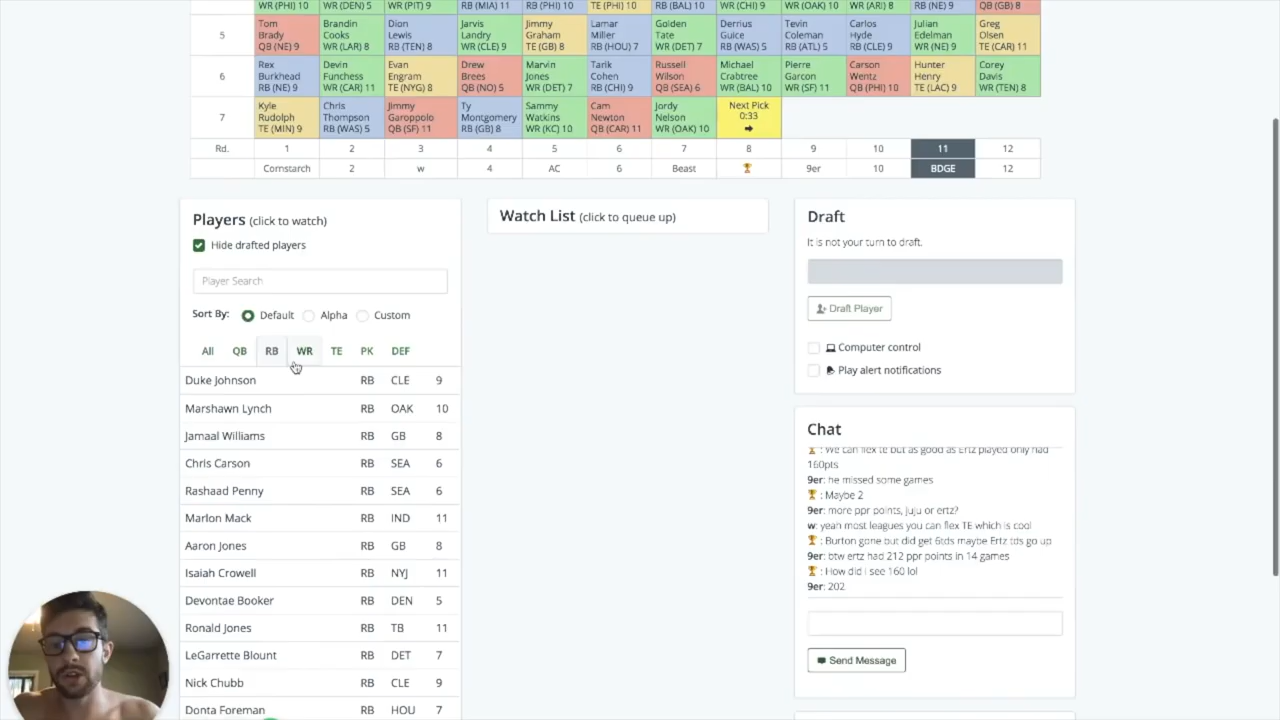 WR (PHI) 10 WR (DEN) 5 WR (PIT) 9 RB (MIA) 11 RB (PHI) 10 TE (PHI) 10 RB (BAL) 10 WR (CHI) 9 WR (OAK) 10 WR (ARI) 8 RB (NE) 9 QB (GB) 8
Tom Brandin Dion Jarvis Jimmy Lamar Golden Derrius Tevin Carlos Julian Greg
5 Brady Cooks Lewis Landry Graham Miller Tate Guice Coleman Hyde Edelman Olsen
QB (NE) 9 WR (LAR) 8 RB (TEN) 8 WR (CLE) 9 TE (GB) 8 RB (HOU) 7 WR (DET) 7 RB (WAS) 5 RB (ATL) 5 RB (CLE) 9 WR (NE) 9 TE (CAR) 11
Rex Devin Evan Drew Marvin Tarik Russell Michael Pierre Carson Hunter Corey
6 Burkhead Funchess Engram Brees Jones Cohen Wilson Crabtree Garcon Wentz Henry Davis
RB (NE) 9 WR (CAR) 11 TE (NYG) 8 QB (NO) 5 WR (DET) 7 RB (CHI) 9 QB (SEA) 6 WR (BAL) 10 WR (SF) 11 QB (PHI) 10 TE (LAC) 9 WR (TEN) 8
Kyle Chris Jimmy Ty Sammy Cam Jordy Next Pick
7 Rudolph Thompson Garoppolo Montgomery Watkins Newton Nelson 0:33
TE (MIN) 9 RB (WAS) 5 QB (SF) 11 RB (GB) 8 WR (KC) 10 QB (CAR) 11 WR (OAK) 10
Rd. 1 2 3 4 5 6 7 8 9 10 11 12
Cornstarch 2 w 4 AC 6 Beast 🏆 9er 10 BDGE 12
Players (click to watch)
Hide drafted players
Player Search
Sort By: Default Alpha Custom
All QB RB WR TE PK DEF
Duke Johnson RB CLE 9
Marshawn Lynch RB OAK 10
Jamaal Williams RB GB 8
Chris Carson RB SEA 6
Rashaad Penny RB SEA 6
Marlon Mack RB IND 11
Aaron Jones RB GB 8
Isaiah Crowell RB NYJ 11
Devontae Booker RB DEN 5
Ronald Jones RB TB 11
LeGarrette Blount RB DET 7
Nick Chubb RB CLE 9
Donta Foreman RB HOU 7
Watch List (click to queue up)
Draft
It is not your turn to draft.
Draft Player
Computer control
Play alert notifications
Chat
🏆 : We can flex te but as good as Ertz played only had
160pts
9er: he missed some games
🏆 : Maybe 2
9er: more ppr points, juju or ertz?
w: yeah most leagues you can flex TE which is cool
🏆 : Burton gone but did get 6tds maybe Ertz tds go up
9er: btw ertz had 212 ppr points in 14 games
🏆 : How did i see 160 lol
9er: 202
Send Message